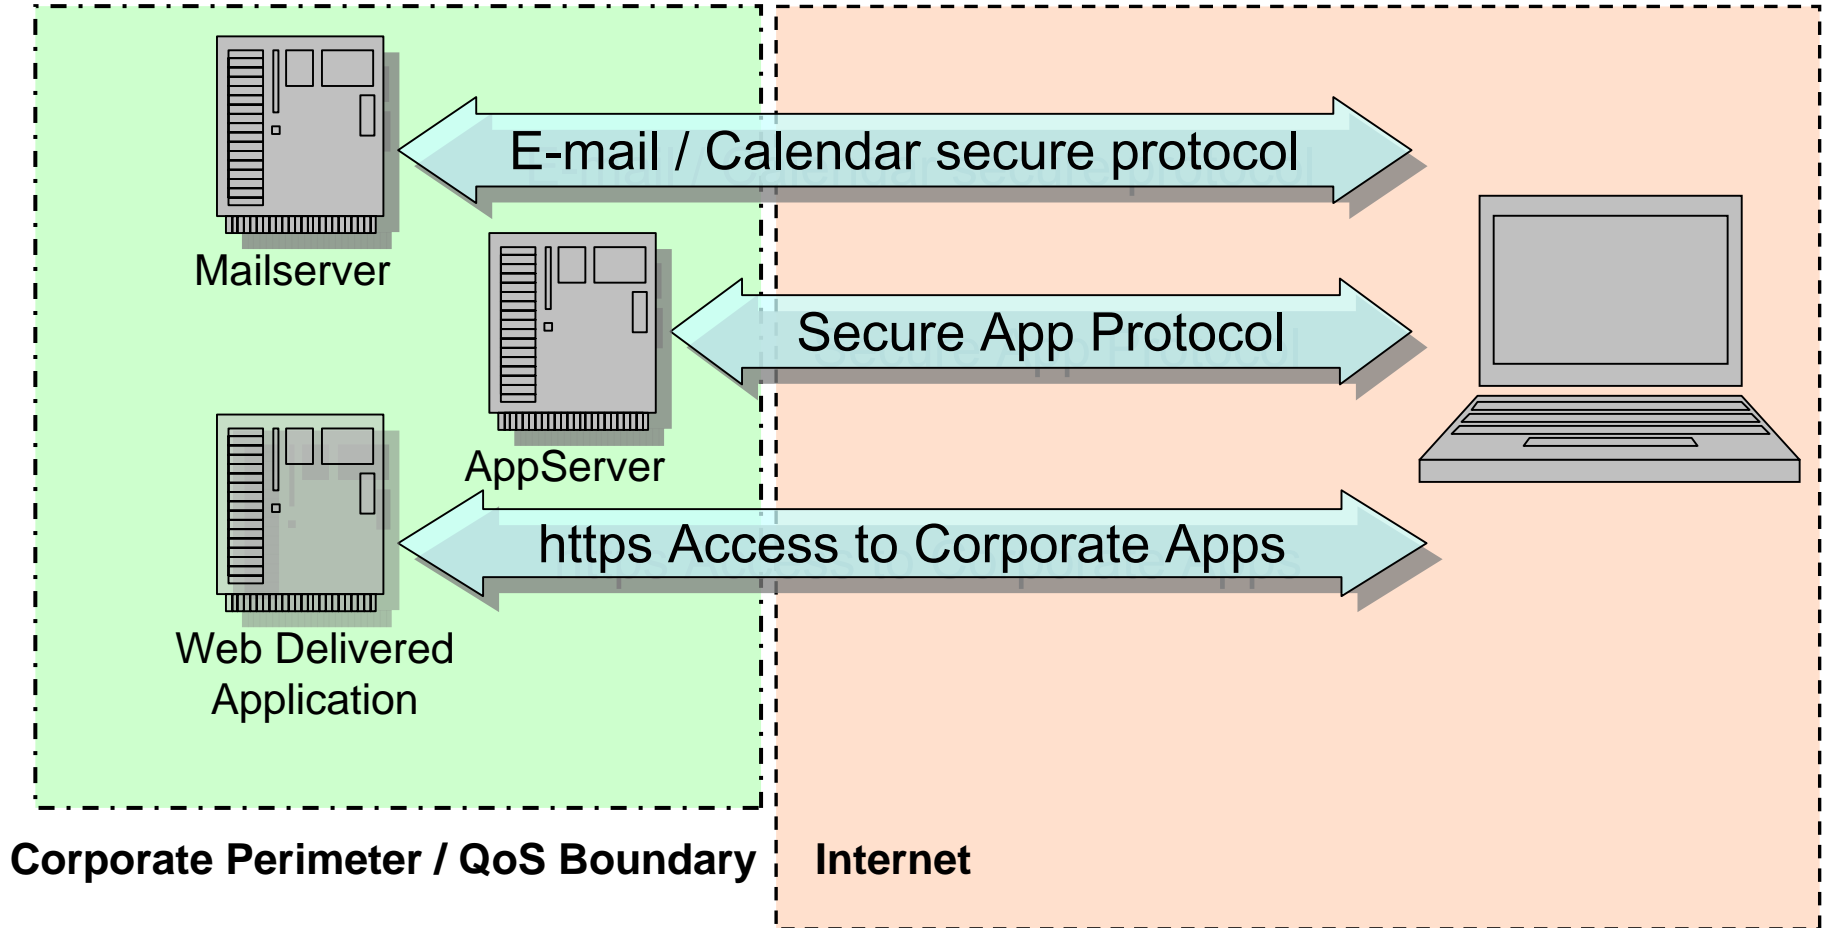 E-mail / Calendar secure protocol
Mailserver
Secure App Protocol
AppServer
https Access to Corporate Apps
Web Delivered
Application
Corporate Perimeter / QoS Boundary
Internet